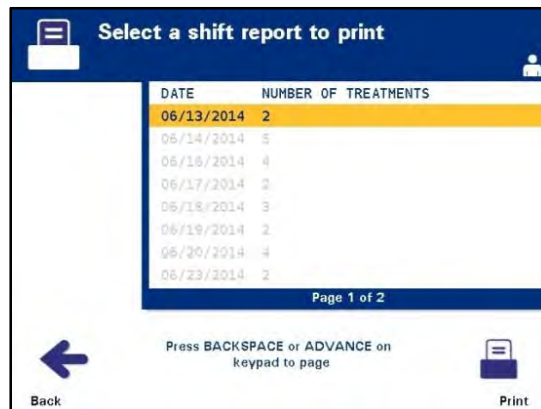 Select a shift report to print
DATE NUMBER OF TREATMENTS
06/13/2014 2
06/14/2014 5
06/16/2014 4
06/17/2014 2
06/18/2014 3
06/19/2014 2
06/20/2014 4
06/23/2014 2
Page 1 of 2
Press BACKSPACE or ADVANCE on
keypad to page
Back Print